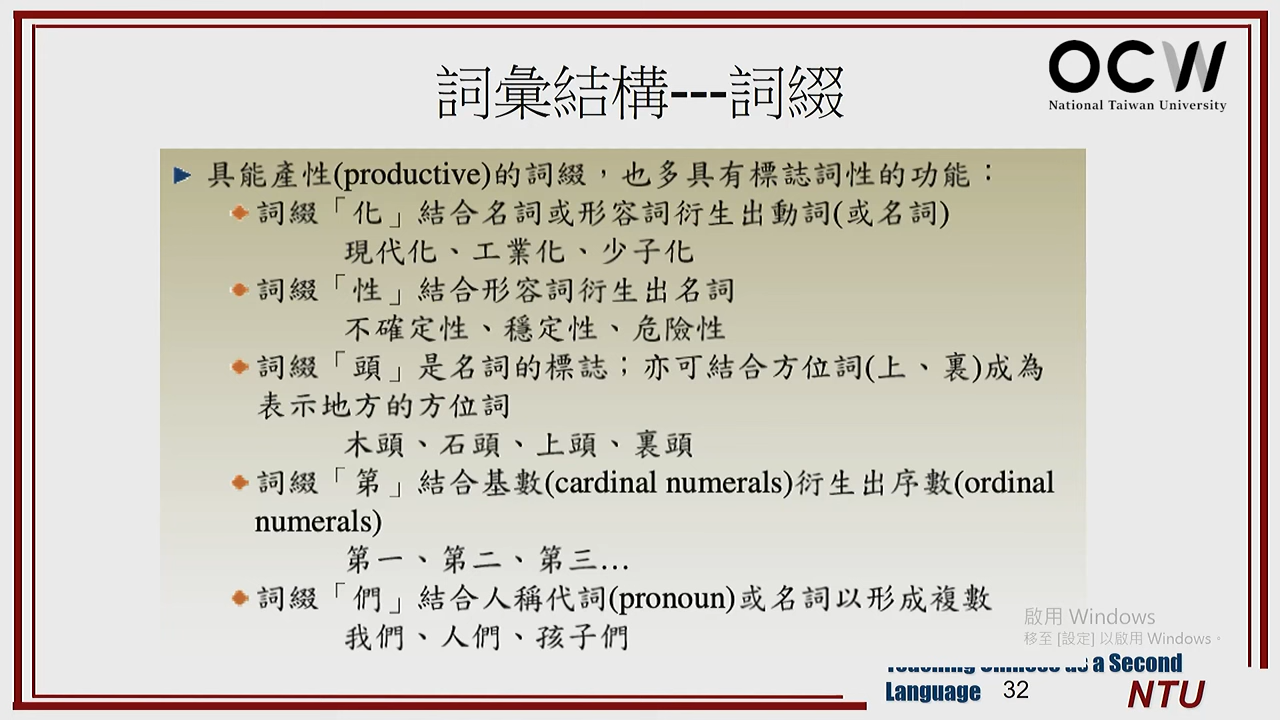 OCW
National Taiwan University
詞彙結構---詞綴
具能產性(productive)的詞綴，也多具有標誌詞性的功能：
詞綴「化」結合名詞或形容詞衍生出動詞(或名詞)
現代化、工業化、少子化
詞綴「性」結合形容詞衍生出名詞
不確定性、穩定性、危險性
詞綴「頭」是名詞的標誌；亦可結合方位詞(上、裏)成為
表示地方的方位詞
木頭、石頭、上頭、裏頭
詞綴「第」結合基數(cardinal numerals)衍生出序數(ordinal
numerals)
第一、第二、第三…
詞綴「們」結合人稱代詞(pronoun)或名詞以形成複數
我們、人們、孩子們
啟用 Windows
移至 [設定] 以啟用 Windows。
Teaching Chinese as a Second
Language
32
NTU